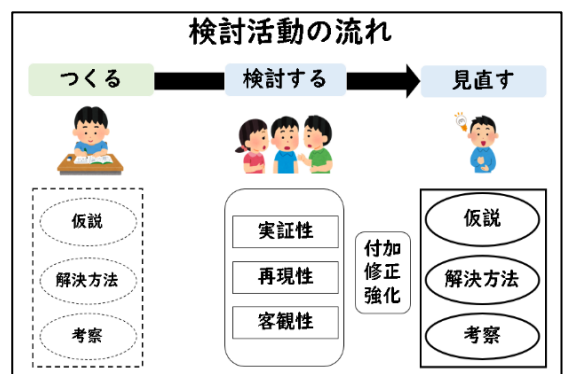 検討活動の流れ
つくる
検討する
見直す
仮説
解決方法
考察
実証性
再現性
客観性
付加
修正
強化
仮説
解決方法
考察